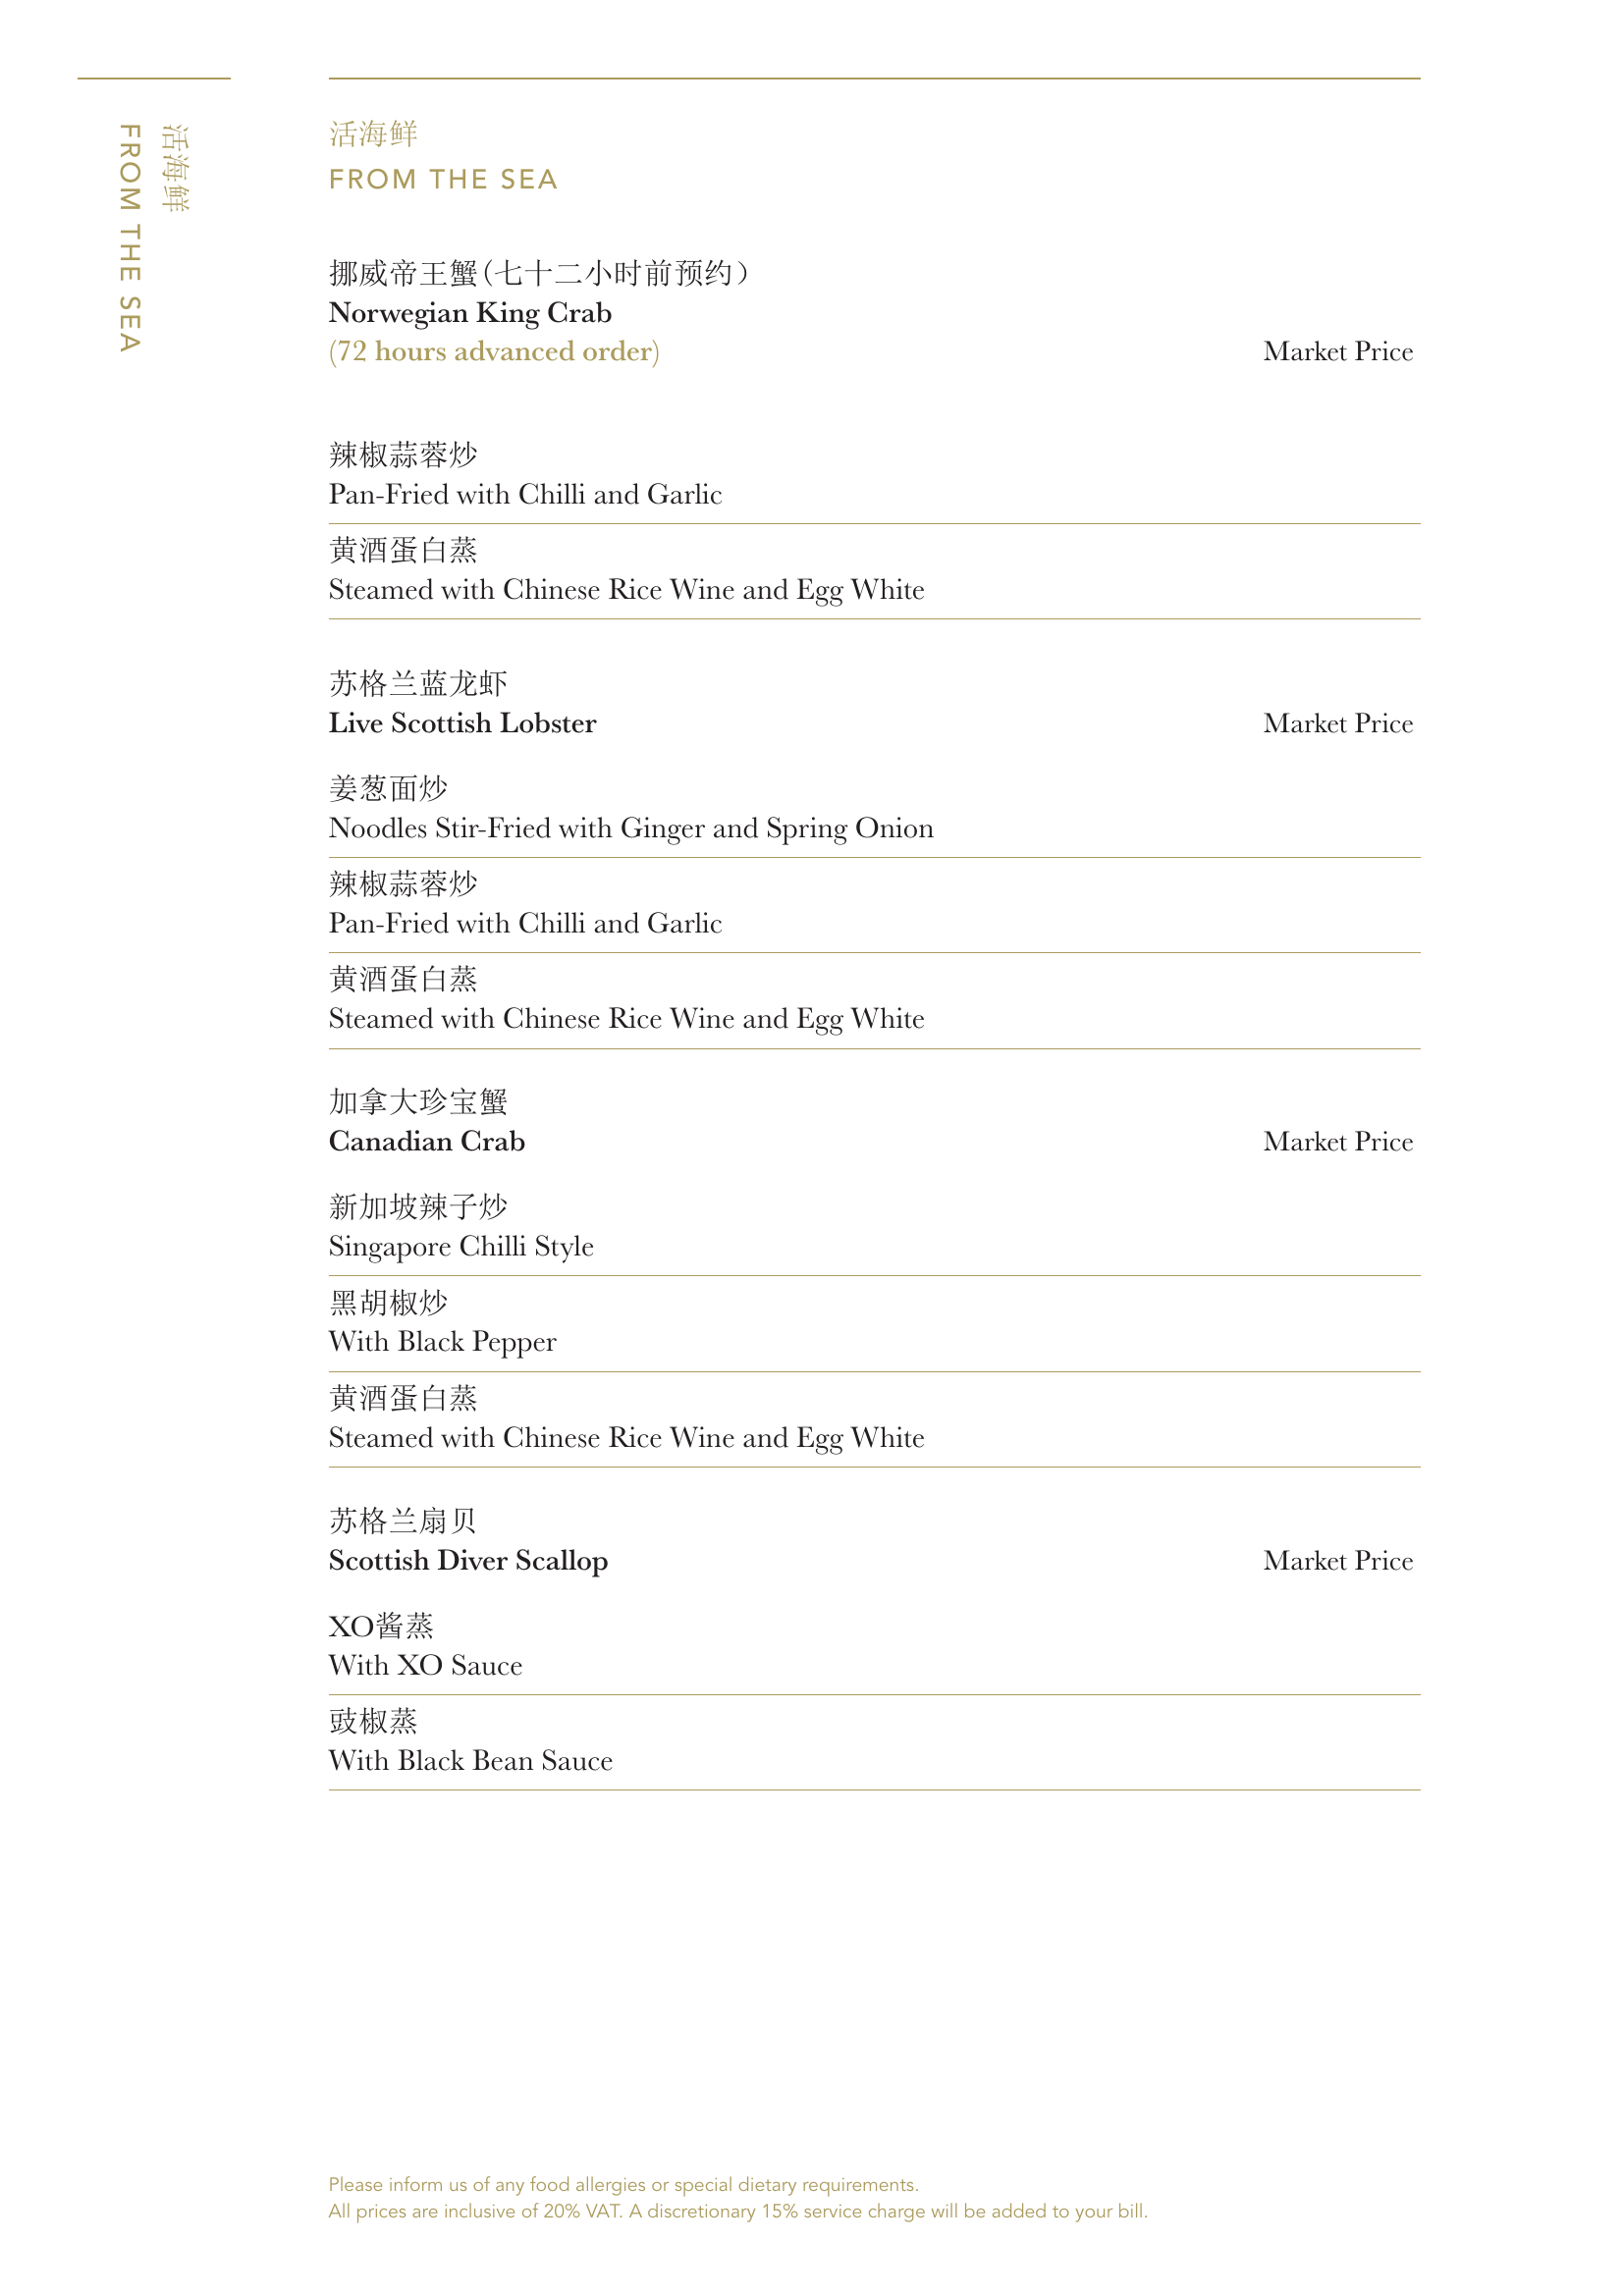 活海鲜
FROM THE SEA
活海鲜
FROM THE SEA
挪威帝王蟹（七十二小时前预约）
Norwegian King Crab
(72 hours advanced order) Market Price
辣椒蒜蓉炒
Pan-Fried with Chilli and Garlic
黄酒蛋白蒸
Steamed with Chinese Rice Wine and Egg White
苏格兰蓝龙虾
Live Scottish Lobster Market Price
姜葱面炒
Noodles Stir-Fried with Ginger and Spring Onion
辣椒蒜蓉炒
Pan-Fried with Chilli and Garlic
黄酒蛋白蒸
Steamed with Chinese Rice Wine and Egg White
加拿大珍宝蟹
Canadian Crab Market Price
新加坡辣子炒
Singapore Chilli Style
黑胡椒炒
With Black Pepper
黄酒蛋白蒸
Steamed with Chinese Rice Wine and Egg White
苏格兰扇贝
Scottish Diver Scallop Market Price
XO酱蒸
With XO Sauce
豉椒蒸
With Black Bean Sauce
Please inform us of any food allergies or special dietary requirements.
All prices are inclusive of 20% VAT. A discretionary 15% service charge will be added to your bill.